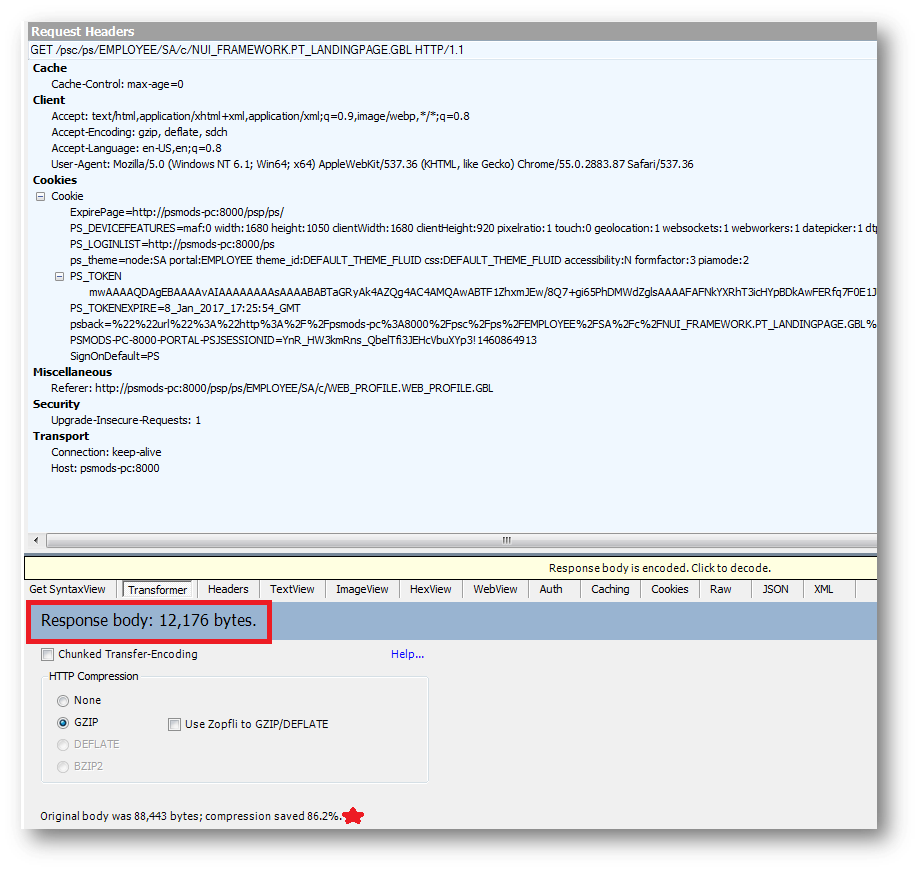 Request Headers
GET /psc/ps/EMPLOYEE/SA/c/NUI_FRAMEWORK.PT_LANDINGPAGE.GBL HTTP/1.1
Cache
Cache-Control: max-age=0
Client
Accept: text/html,application/xhtml+xml,application/xml;q=0.9,image/webp,*/*;q=0.8
Accept-Encoding: gzip, deflate, sdch
Accept-Language: en-US,en;q=0.8
User-Agent: Mozilla/5.0 (Windows NT 6.1; Win64; x64) AppleWebKit/537.36 (KHTML, like Gecko) Chrome/55.0.2883.87 Safari/537.36
Cookies
Cookie
ExpirePage=http://psmods-pc:8000/psp/ps/
PS_DEVICEFEATURES=maf:0 width:1680 height:1050 clientWidth:1680 clientHeight:920 pixelratio:1 touch:0 geolocation:1 websockets:1 webworkers:1 datepicker:1 dtp
PS_LOGINLIST=http://psmods-pc:8000/ps
ps_theme=node:SA portal:EMPLOYEE theme_id:DEFAULT_THEME_FLUID css:DEFAULT_THEME_FLUID accessibility:N formfactor:3 piamode:2
PS_TOKEN
mwAAAAQDAgEBAAAAvAIAAAAAAAAsAAAABABTaGRyAk4AZQg4AC4AMQAwABTF1ZhxmJEw/8Q7+gi65PhDMWdZglsAAAAFAFNkYXRhT3icHYpBDkAwFERfq7F0E1J
PS_TOKENEXPIRE=8_Jan_2017_17:25:54_GMT
psback=%22%22url%22%3A%22http%3A%2F%2Fpsmods-pc%3A8000%2Fpsc%2Fps%2FEMPLOYEE%2FSA%2Fc%2FNUI_FRAMEWORK.PT_LANDINGPAGE.GBL%
PSMODS-PC-8000-PORTAL-PSJSESSIONID=YnR_HW3kmRns_QbelTfi3JEHcVbuXYp3!1460864913
SignOnDefault=PS
Miscellaneous
Referer: http://psmods-pc:8000/psp/ps/EMPLOYEE/SA/c/WEB_PROFILE.WEB_PROFILE.GBL
Security
Upgrade-Insecure-Requests: 1
Transport
Connection: keep-alive
Host: psmods-pc:8000
Response body is encoded. Click to decode.
Get SyntaxView Transformer Headers TextView ImageView HexView WebView Auth Caching Cookies Raw JSON XML
Response body: 12,176 bytes.
Chunked Transfer-Encoding Help...
HTTP Compression
None
GZIP Use Zopfli to GZIP/DEFLATE
DEFLATE
BZIP2
Original body was 88,443 bytes; compression saved 86.2%.